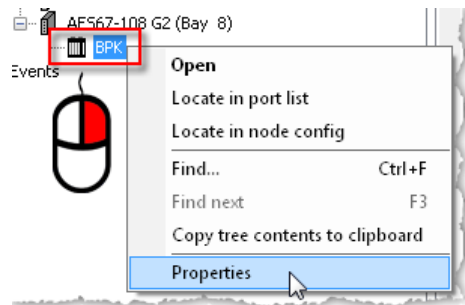 AES67-108 G2 (Bay 8)
BPK
Events
Open
Locate in port list
Locate in node config
Find... Ctrl+F
Find next F3
Copy tree contents to clipboard
Properties